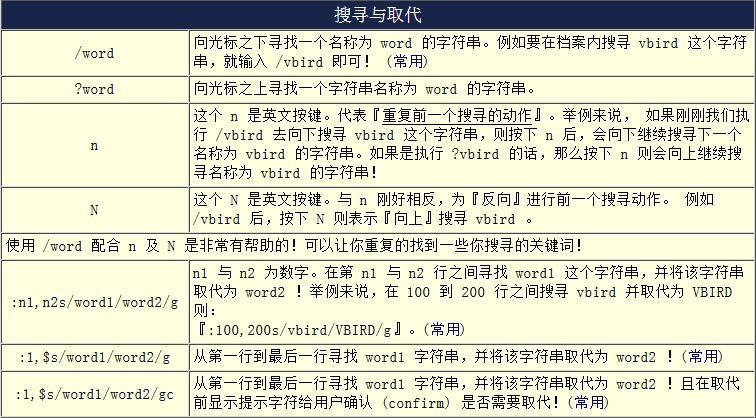 搜寻与取代
/word
向光标之下寻找一个名称为 word 的字符串。例如要在档案内搜寻 vbird 这个字符
串，就输入 /vbird 即可！ (常用)
?word
向光标之上寻找一个字符串名称为 word 的字符串。
n
这个 n 是英文按键。代表『重复前一个搜寻的动作』。举例来说， 如果刚刚我们执
行 /vbird 去向下搜寻 vbird 这个字符串，则按下 n 后，会向下继续搜寻下一个
名称为 vbird 的字符串。如果是执行 ?vbird 的话，那么按下 n 则会向上继续搜
寻名称为 vbird 的字符串！
N
这个 N 是英文按键。与 n 刚好相反，为『反向』进行前一个搜寻动作。 例如
/vbird 后，按下 N 则表示『向上』搜寻 vbird 。
使用 /word 配合 n 及 N 是非常有帮助的！可以让你重复的找到一些你搜寻的关键词！
:n1,n2s/word1/word2/g
n1 与 n2 为数字。在第 n1 与 n2 行之间寻找 word1 这个字符串，并将该字符串
取代为 word2 ！举例来说，在 100 到 200 行之间搜寻 vbird 并取代为 VBIRD
则：
『:100,200s/vbird/VBIRD/g』。(常用)
:1,$s/word1/word2/g
从第一行到最后一行寻找 word1 字符串，并将该字符串取代为 word2 ！(常用)
:1,$s/word1/word2/gc
从第一行到最后一行寻找 word1 字符串，并将该字符串取代为 word2 ！且在取代
前显示提示字符给用户确认 (confirm) 是否需要取代！(常用)